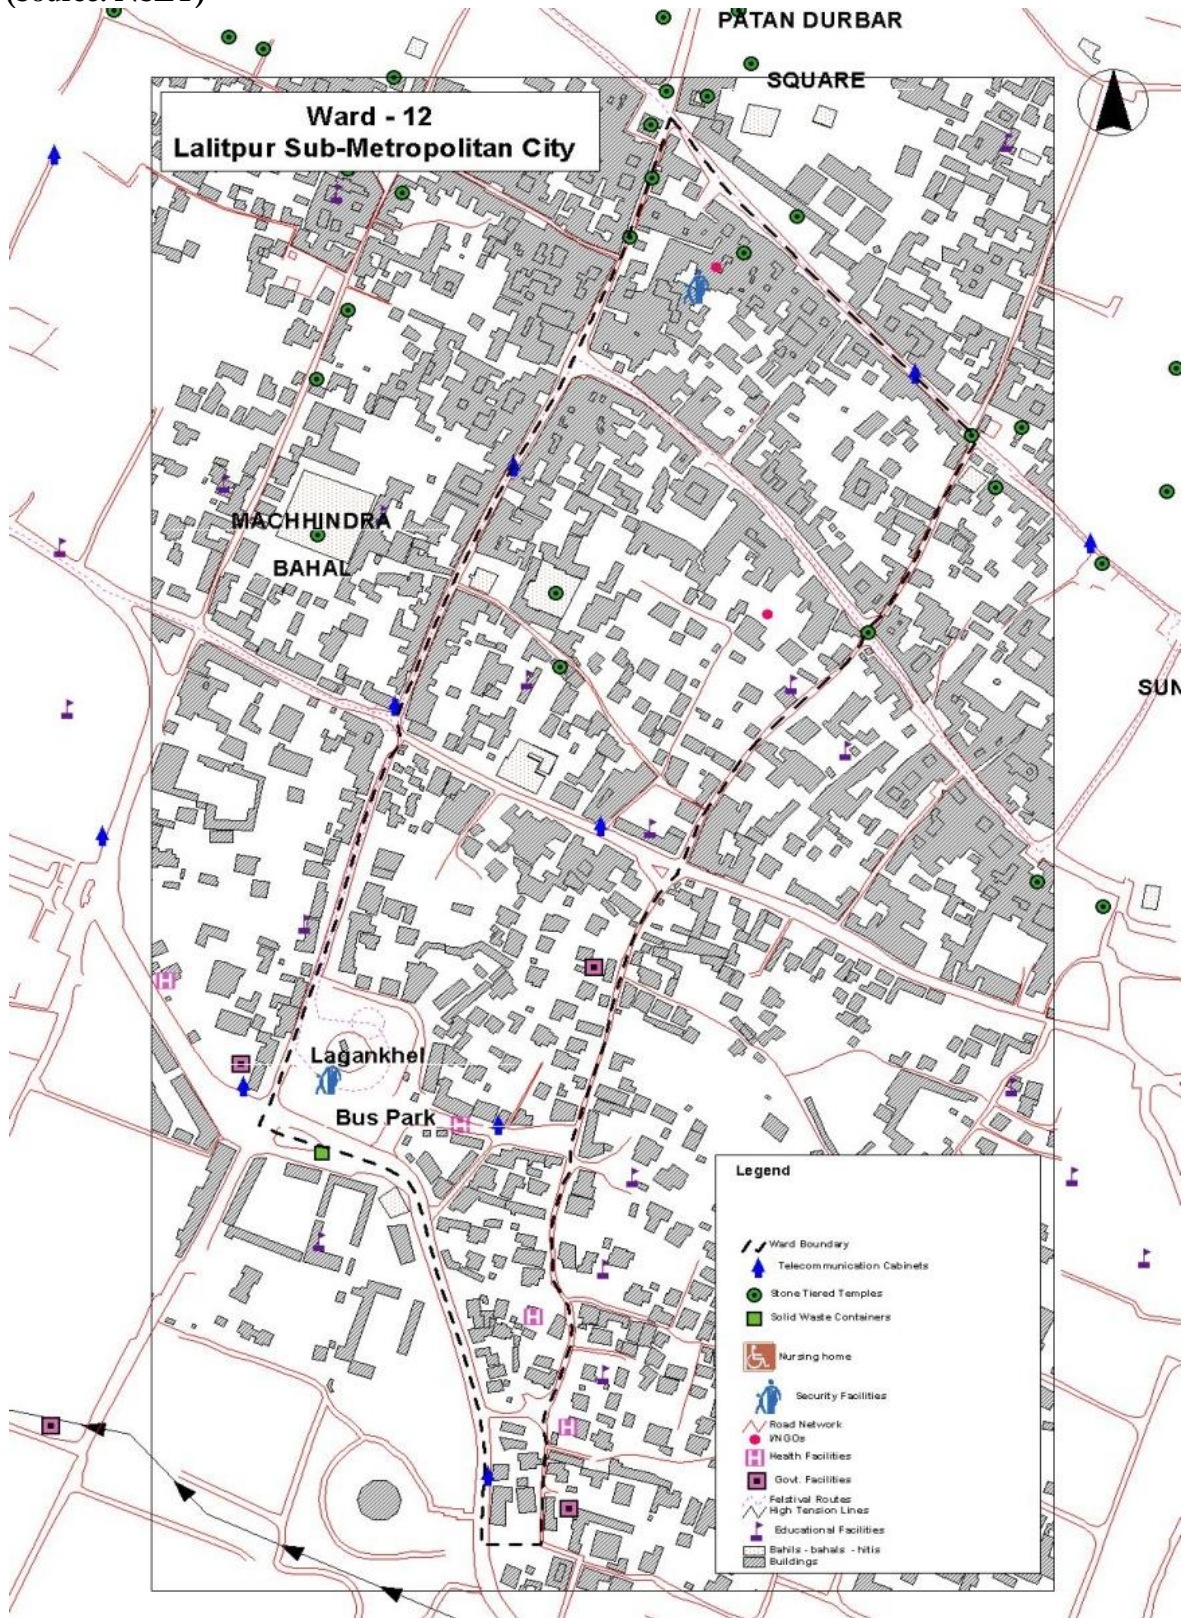 PATAN DURBAR
SQUARE
Ward - 12
Lalitpur Sub-Metropolitan City
MACHHINDRA
BAHAL
SUN
Lagankhel
Bus Park
Legend
Ward Boundary
Telecommunication Cabinets
Stone Tiered Temples
Solid Waste Containers
Nursing home
Security Facilities
Road Network
I/NGOs
Health Facilities
Govt. Facilities
Felstival Routes
High Tension Lines
Educational Facilities
Bahils - bahals - hitis
Buildings